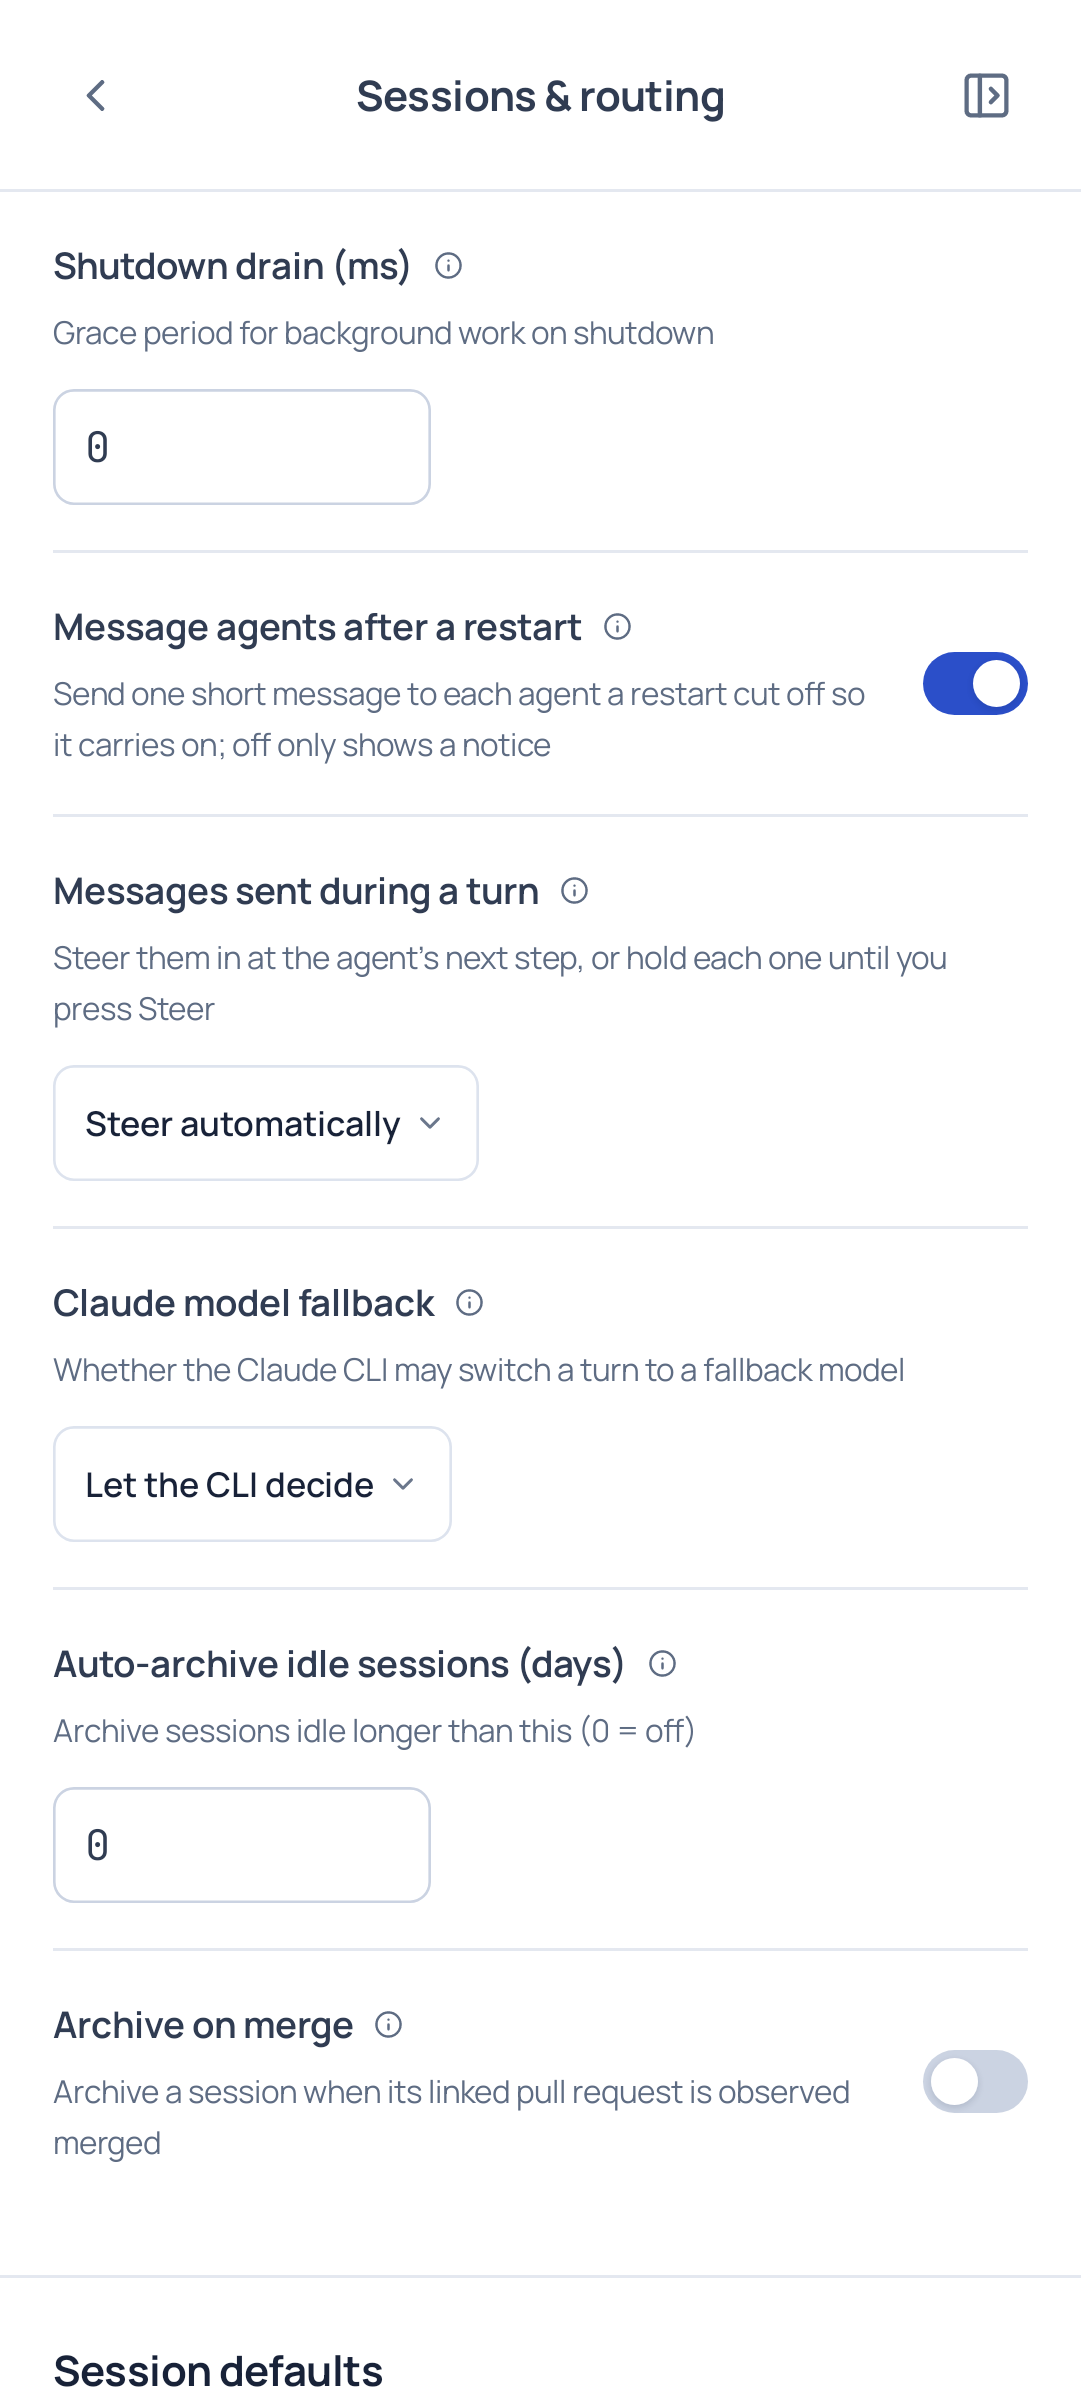 Sessions & routing
Shutdown drain (ms)
Grace period for background work on shutdown
0
Message agents after a restart
Send one short message to each agent a restart cut off so
it carries on; off only shows a notice
Messages sent during a turn
Steer them in at the agent’s next step, or hold each one until you
press Steer
Steer automatically
Claude model fallback
Whether the Claude CLI may switch a turn to a fallback model
Let the CLI decide
Auto-archive idle sessions (days)
Archive sessions idle longer than this (0 = off)
0
Archive on merge
Archive a session when its linked pull request is observed
merged
Session defaults